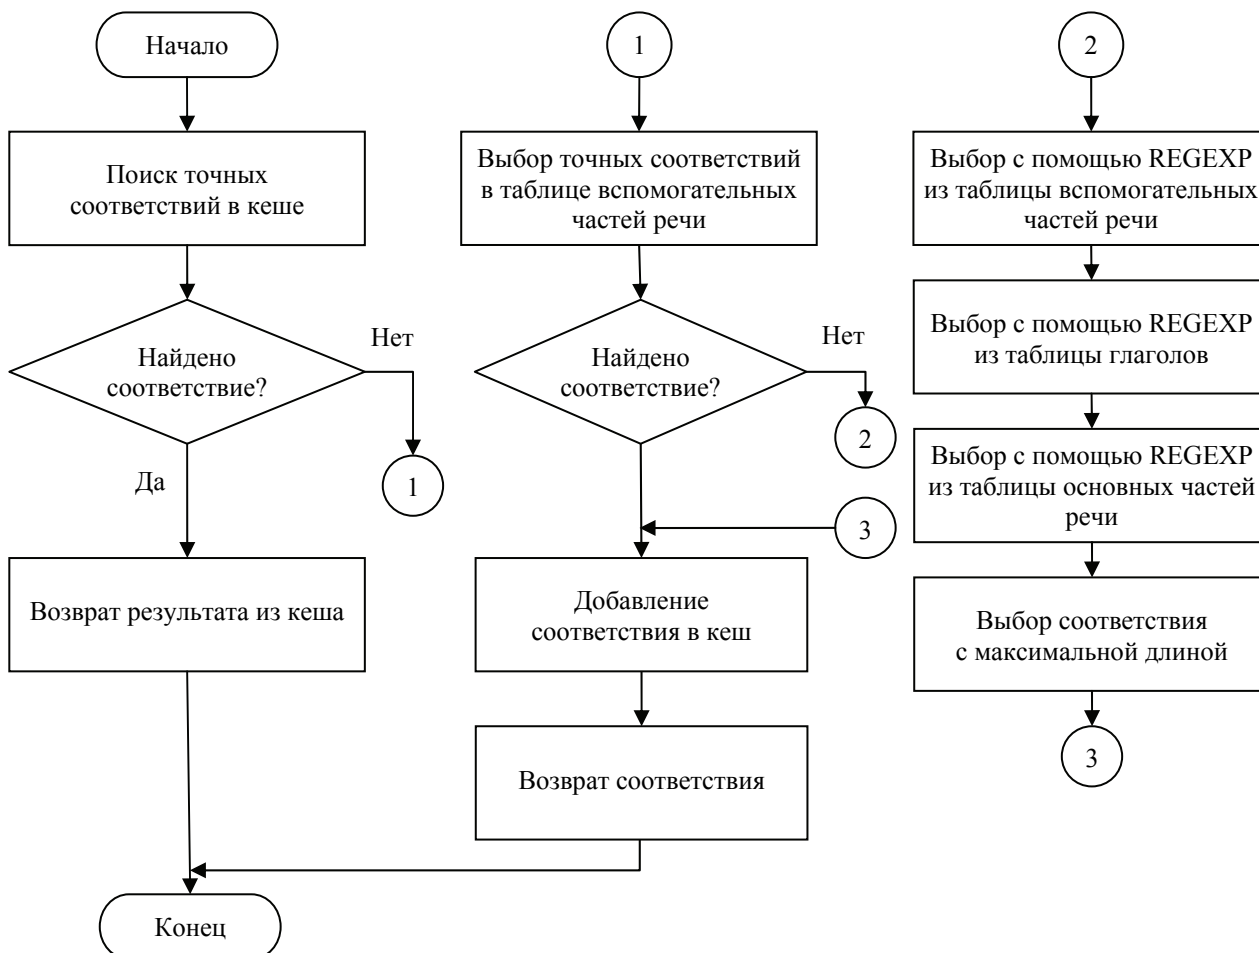 Начало
Поиск точных
соответствий в кеше
Найдено
соответствие?
Нет
1
Да
Возврат результата из кеша
Конец
1
Выбор точных соответствий
в таблице вспомогательных
частей речи
Найдено
соответствие?
Нет
2
3
Добавление
соответствия в кеш
Возврат соответствия
2
Выбор с помощью REGEXP
из таблицы вспомогательных
частей речи
Выбор с помощью REGEXP
из таблицы глаголов
Выбор с помощью REGEXP
из таблицы основных частей
речи
Выбор соответствия
с максимальной длиной
3